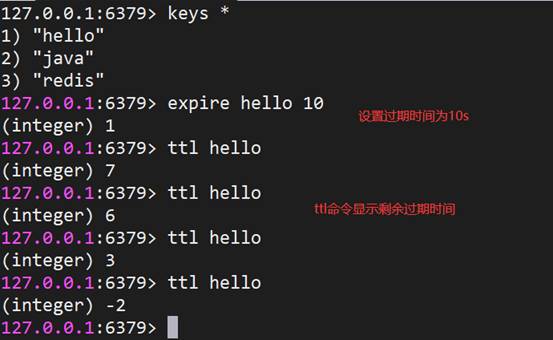 127.0.0.1:6379> keys *
1) "hello"
2) "java"
3) "redis"
127.0.0.1:6379> expire hello 10
设置过期时间为10s
(integer) 1
127.0.0.1:6379> ttl hello
(integer) 7
127.0.0.1:6379> ttl hello
ttl命令显示剩余过期时间
(integer) 6
127.0.0.1:6379> ttl hello
(integer) 3
127.0.0.1:6379> ttl hello
(integer) -2
127.0.0.1:6379>